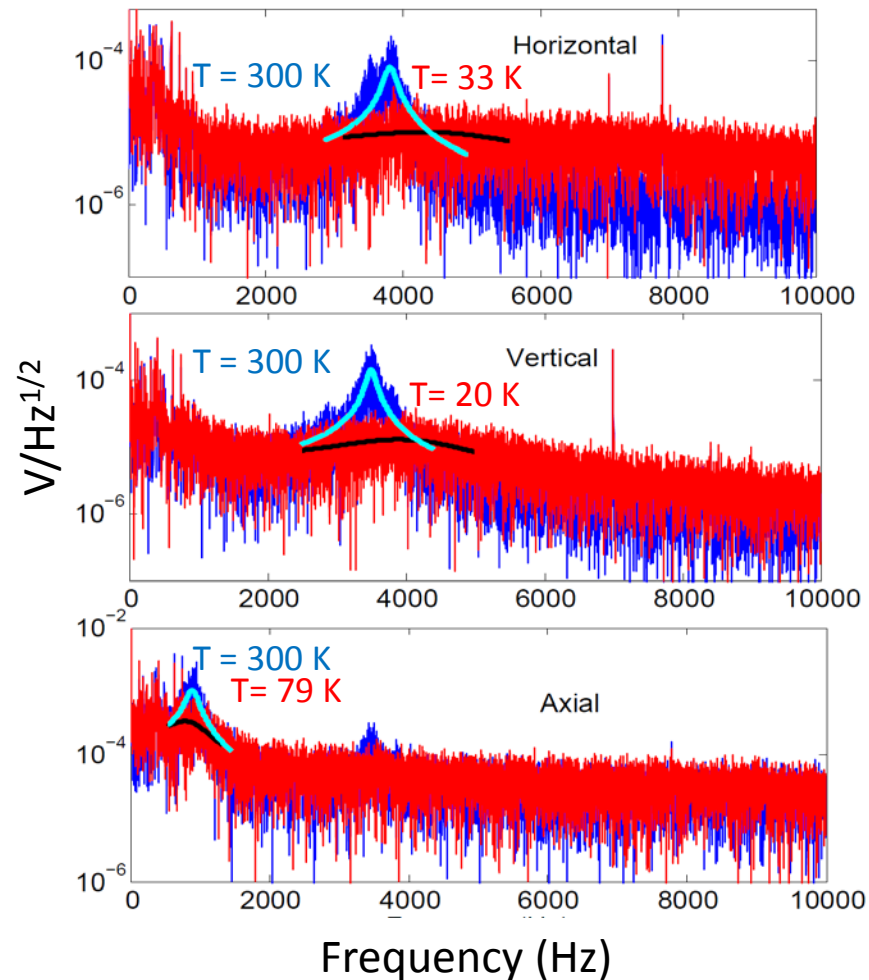 10⁻⁴
Horizontal
T = 300 K
T= 33 K
10⁻⁶
0 2000 4000 6000 8000 10000
T = 300 K
Vertical
10⁻⁴
T= 20 K
V/Hz^1/2
10⁻⁶
0 2000 4000 6000 8000 10000
10⁻²
T = 300 K
T= 79 K
Axial
10⁻⁴
10⁻⁶
0 2000 4000 6000 8000 10000
Frequency (Hz)